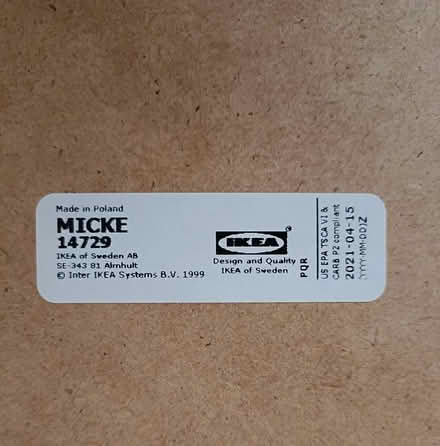 Made in Poland
MICKE
14729
IKEA of Sweden AB
SE-343 81 Älmhult
© Inter IKEA Systems B.V. 1999
IKEA
Design and Quality
IKEA of Sweden
PQR
US EPA TSCA VI &
CARB P2 compliant
2021-04-15
(YYYY-MM-DD)Z